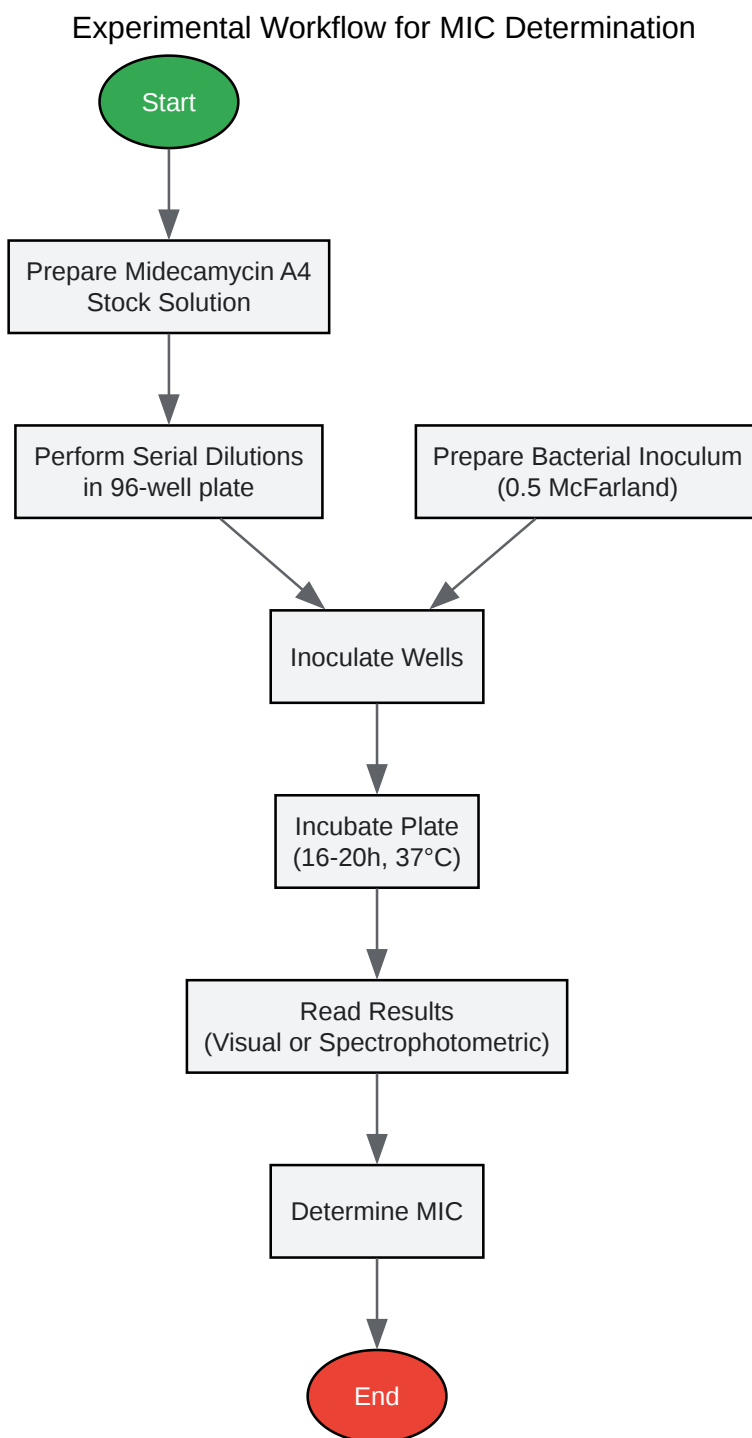 Experimental Workflow for MIC Determination
Start
Prepare Midecamycin A4
Stock Solution
Perform Serial Dilutions
in 96-well plate
Prepare Bacterial Inoculum
(0.5 McFarland)
Inoculate Wells
Incubate Plate
(16-20h, 37°C)
Read Results
(Visual or Spectrophotometric)
Determine MIC
End